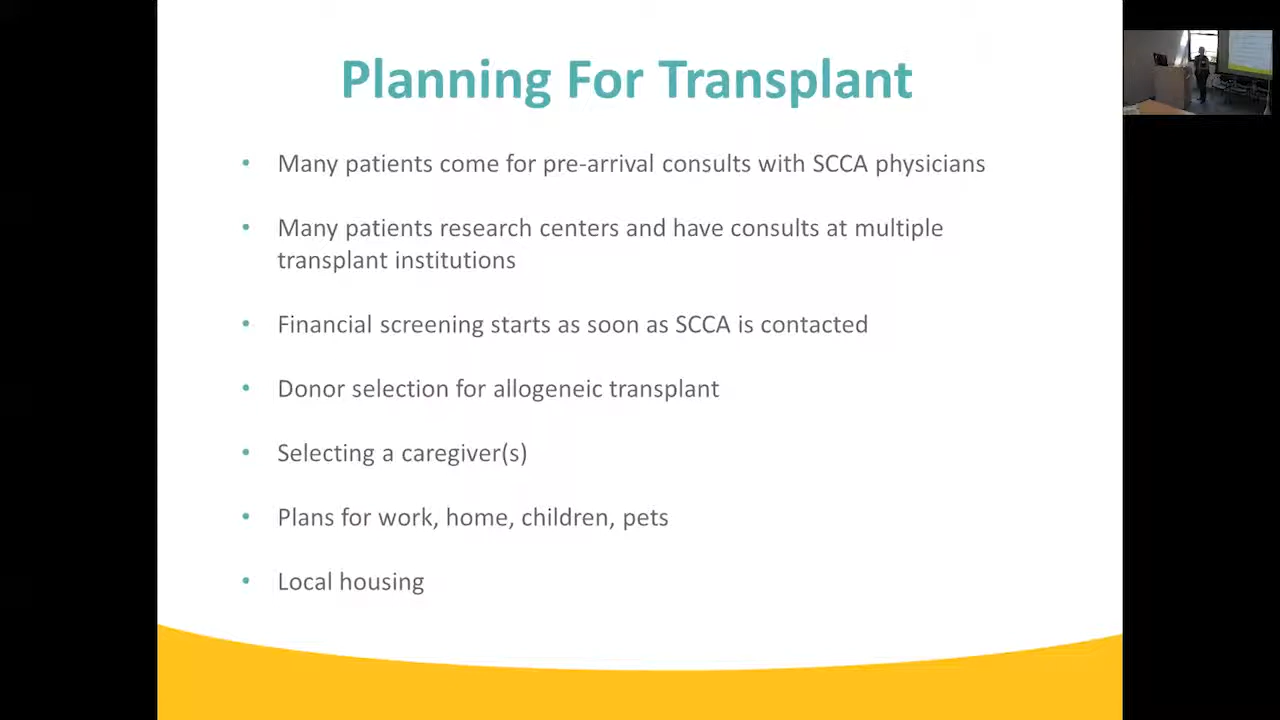 Planning For Transplant
• Many patients come for pre-arrival consults with SCCA physicians
• Many patients research centers and have consults at multiple
transplant institutions
• Financial screening starts as soon as SCCA is contacted
• Donor selection for allogeneic transplant
• Selecting a caregiver(s)
• Plans for work, home, children, pets
• Local housing